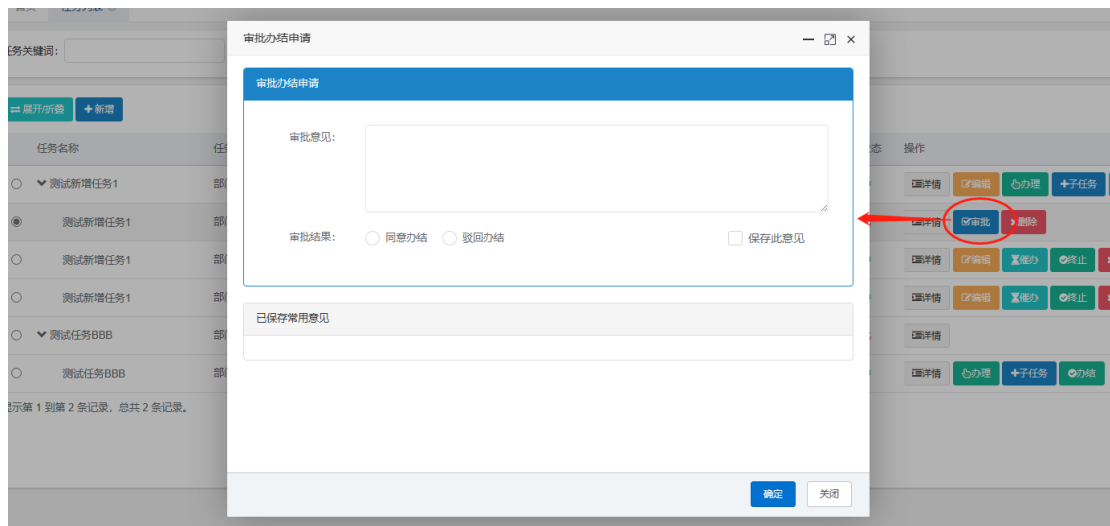 任务列表
审批办结申请
任务关键词:
审批办结申请
展开/折叠 新增
审批意见:
任务名称 操作
测试新增任务1 详情 编辑 办理 子任务
测试新增任务1 详情 审批 删除
审批结果: 同意办结 驳回办结 保存此意见
测试新增任务1 详情 编辑 催办 终止
测试新增任务1 详情 编辑 催办 终止
已保存常用意见
测试任务BBB 详情
测试任务BBB 详情 办理 子任务 办结
显示第 1 到第 2 条记录，总共 2 条记录。
确定 关闭